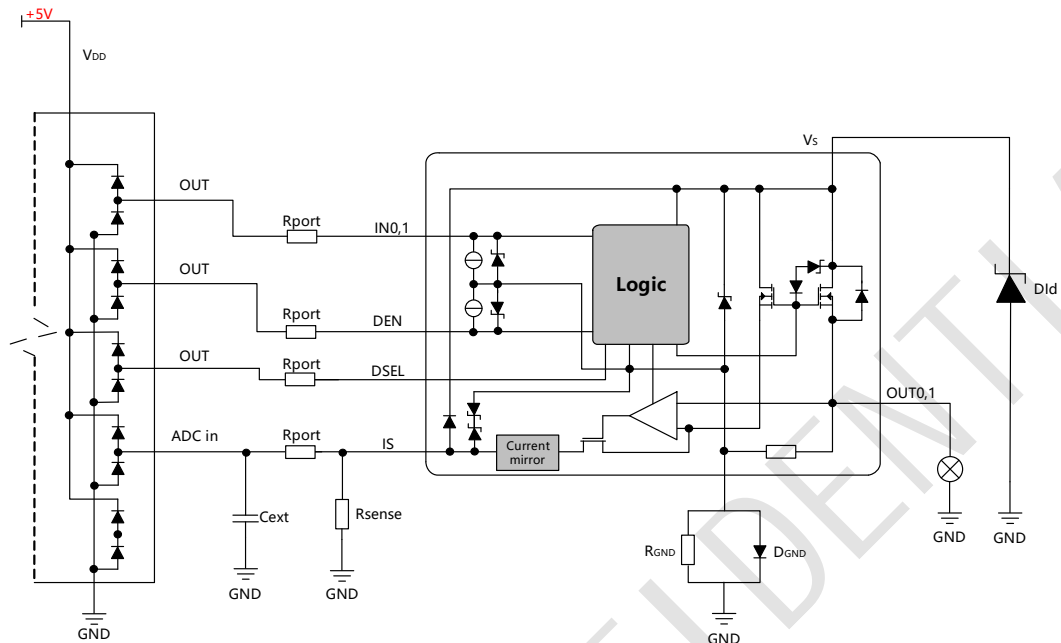 +5V
VDD
Vs
OUT
Rport
IN0,1
Logic
Dld
OUT
Rport
DEN
OUT
Rport
DSEL
OUT0,1
ADC in
Rport
IS
Current
mirror
Cext
Rsense
GND
GND
RGND
DGND
GND
GND
GND
GND